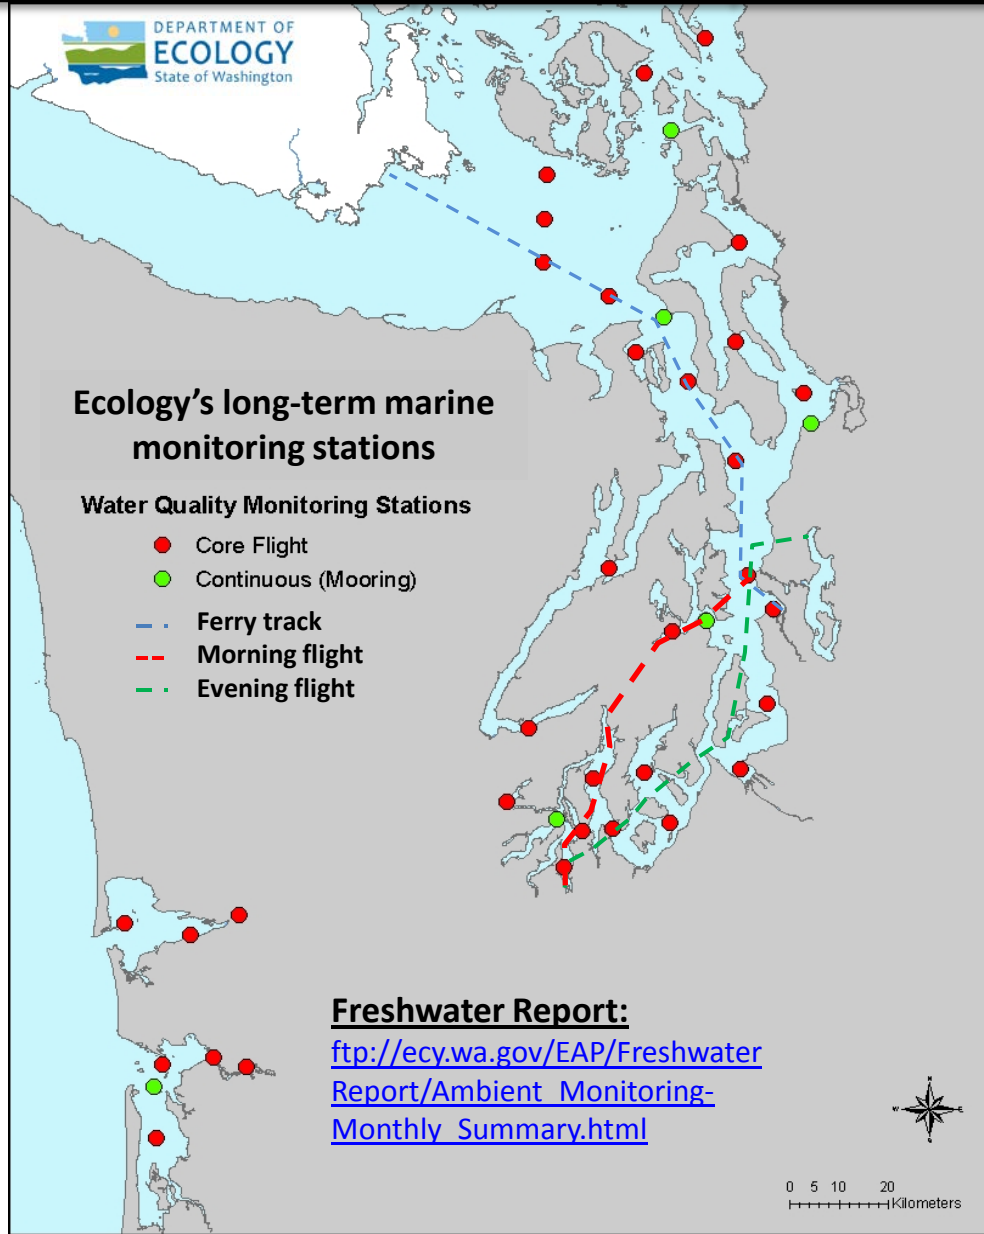 DEPARTMENT OF
ECOLOGY
State of Washington
Ecology's long-term marine
monitoring stations
Water Quality Monitoring Stations
Core Flight
Continuous (Mooring)
Ferry track
Morning flight
Evening flight
Freshwater Report:
ftp://ecy.wa.gov/EAP/Freshwater
Report/Ambient_Monitoring-
Monthly_Summary.html
N
W E
S
0 5 10 20
Kilometers